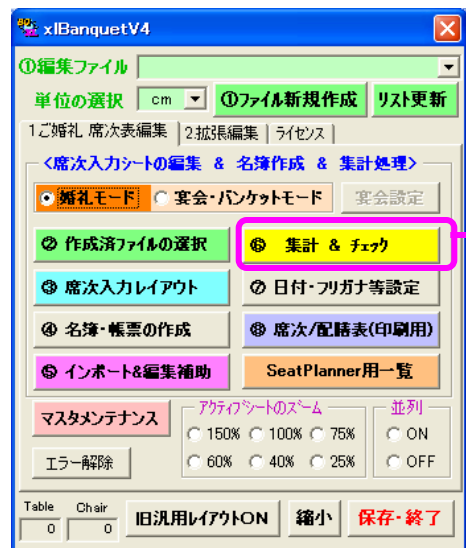 xlBanquetV4
①編集ファイル
単位の選択 cm ①ファイル新規作成 リスト更新
1ご婚礼 席次表編集 2.拡張編集 ライセンス
<席次入力シートの編集 & 名簿作成 & 集計処理>
婚礼モード 宴会・バンケットモード 宴会設定
② 作成済ファイルの選択 ⑥ 集計 & チェック
③ 席次入力レイアウト ⑦ 日付・フリガナ等設定
④ 名簿・帳票の作成 ⑧ 席次/配膳表(印刷用)
⑤ インポート&編集補助 SeatPlanner用一覧
マスタメンテナンス アクティブシートのズーム 並列
150% 100% 75% ON
エラー解除 60% 40% 25% OFF
Table Chair
0 0 旧汎用レイアウトON 縮小 保存・終了